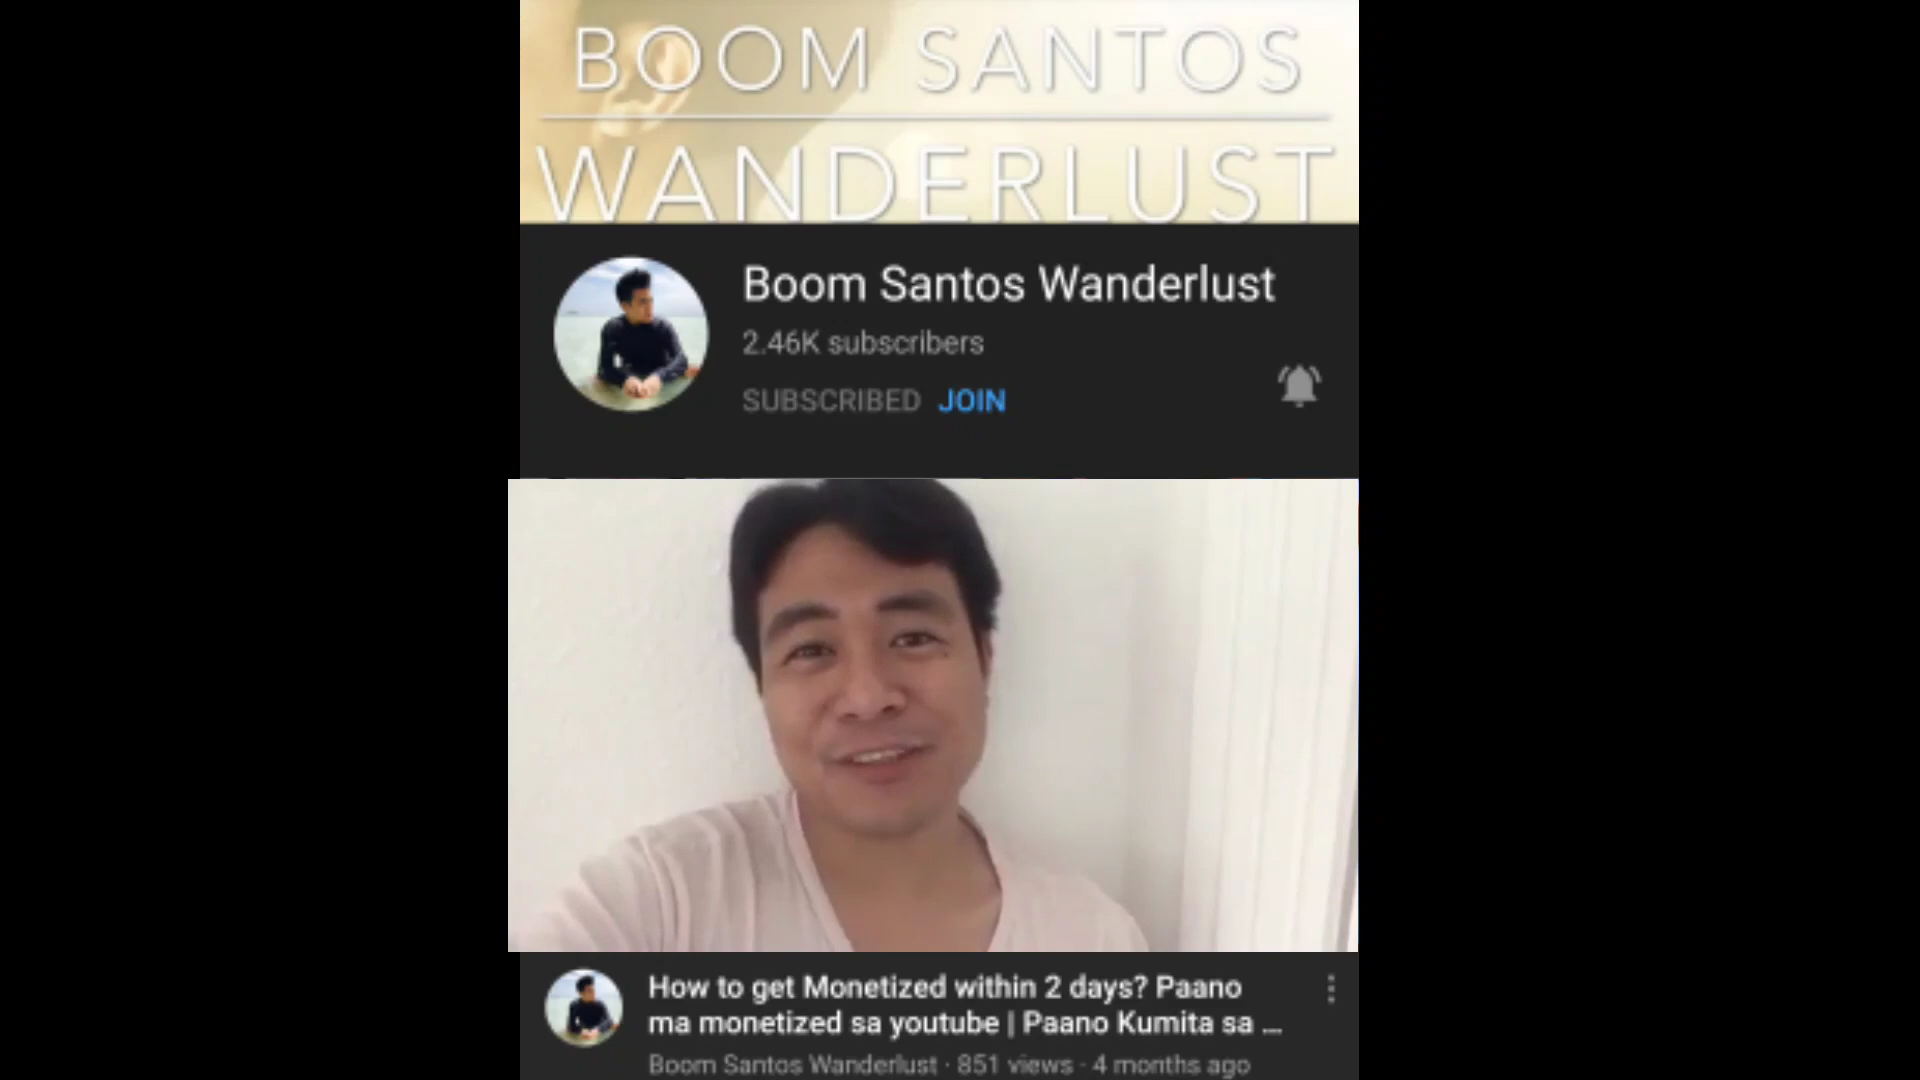 BOOM SANTOS
WANDERLUST
Boom Santos Wanderlust
2.46K subscribers
SUBSCRIBED JOIN
How to get Monetized within 2 days? Paano
ma monetized sa youtube | Paano Kumita sa ...
Boom Santos Wanderlust · 851 views · 4 months ago